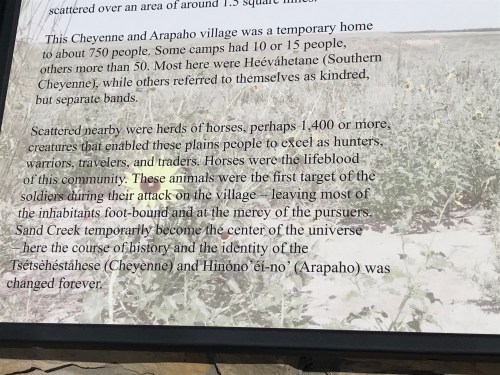 scattered over an area of around 1.5 square miles.
This Cheyenne and Arapaho village was a temporary home
to about 750 people. Some camps had 10 or 15 people,
others more than 50. Most here were Heéváhetane (Southern
Cheyenne), while others referred to themselves as kindred,
but separate bands.
Scattered nearby were herds of horses, perhaps 1,400 or more,
creatures that enabled these plains people to excel as hunters,
warriors, travelers, and traders. Horses were the lifeblood
of this community. These animals were the first target of the
soldiers during their attack on the village – leaving most of
the inhabitants foot-bound and at the mercy of the pursuers.
Sand Creek temporarily become the center of the universe
– here the course of history and the identity of the
Tsétsėhéstȧhese (Cheyenne) and Hinóno'éí-no' (Arapaho) was
changed forever.